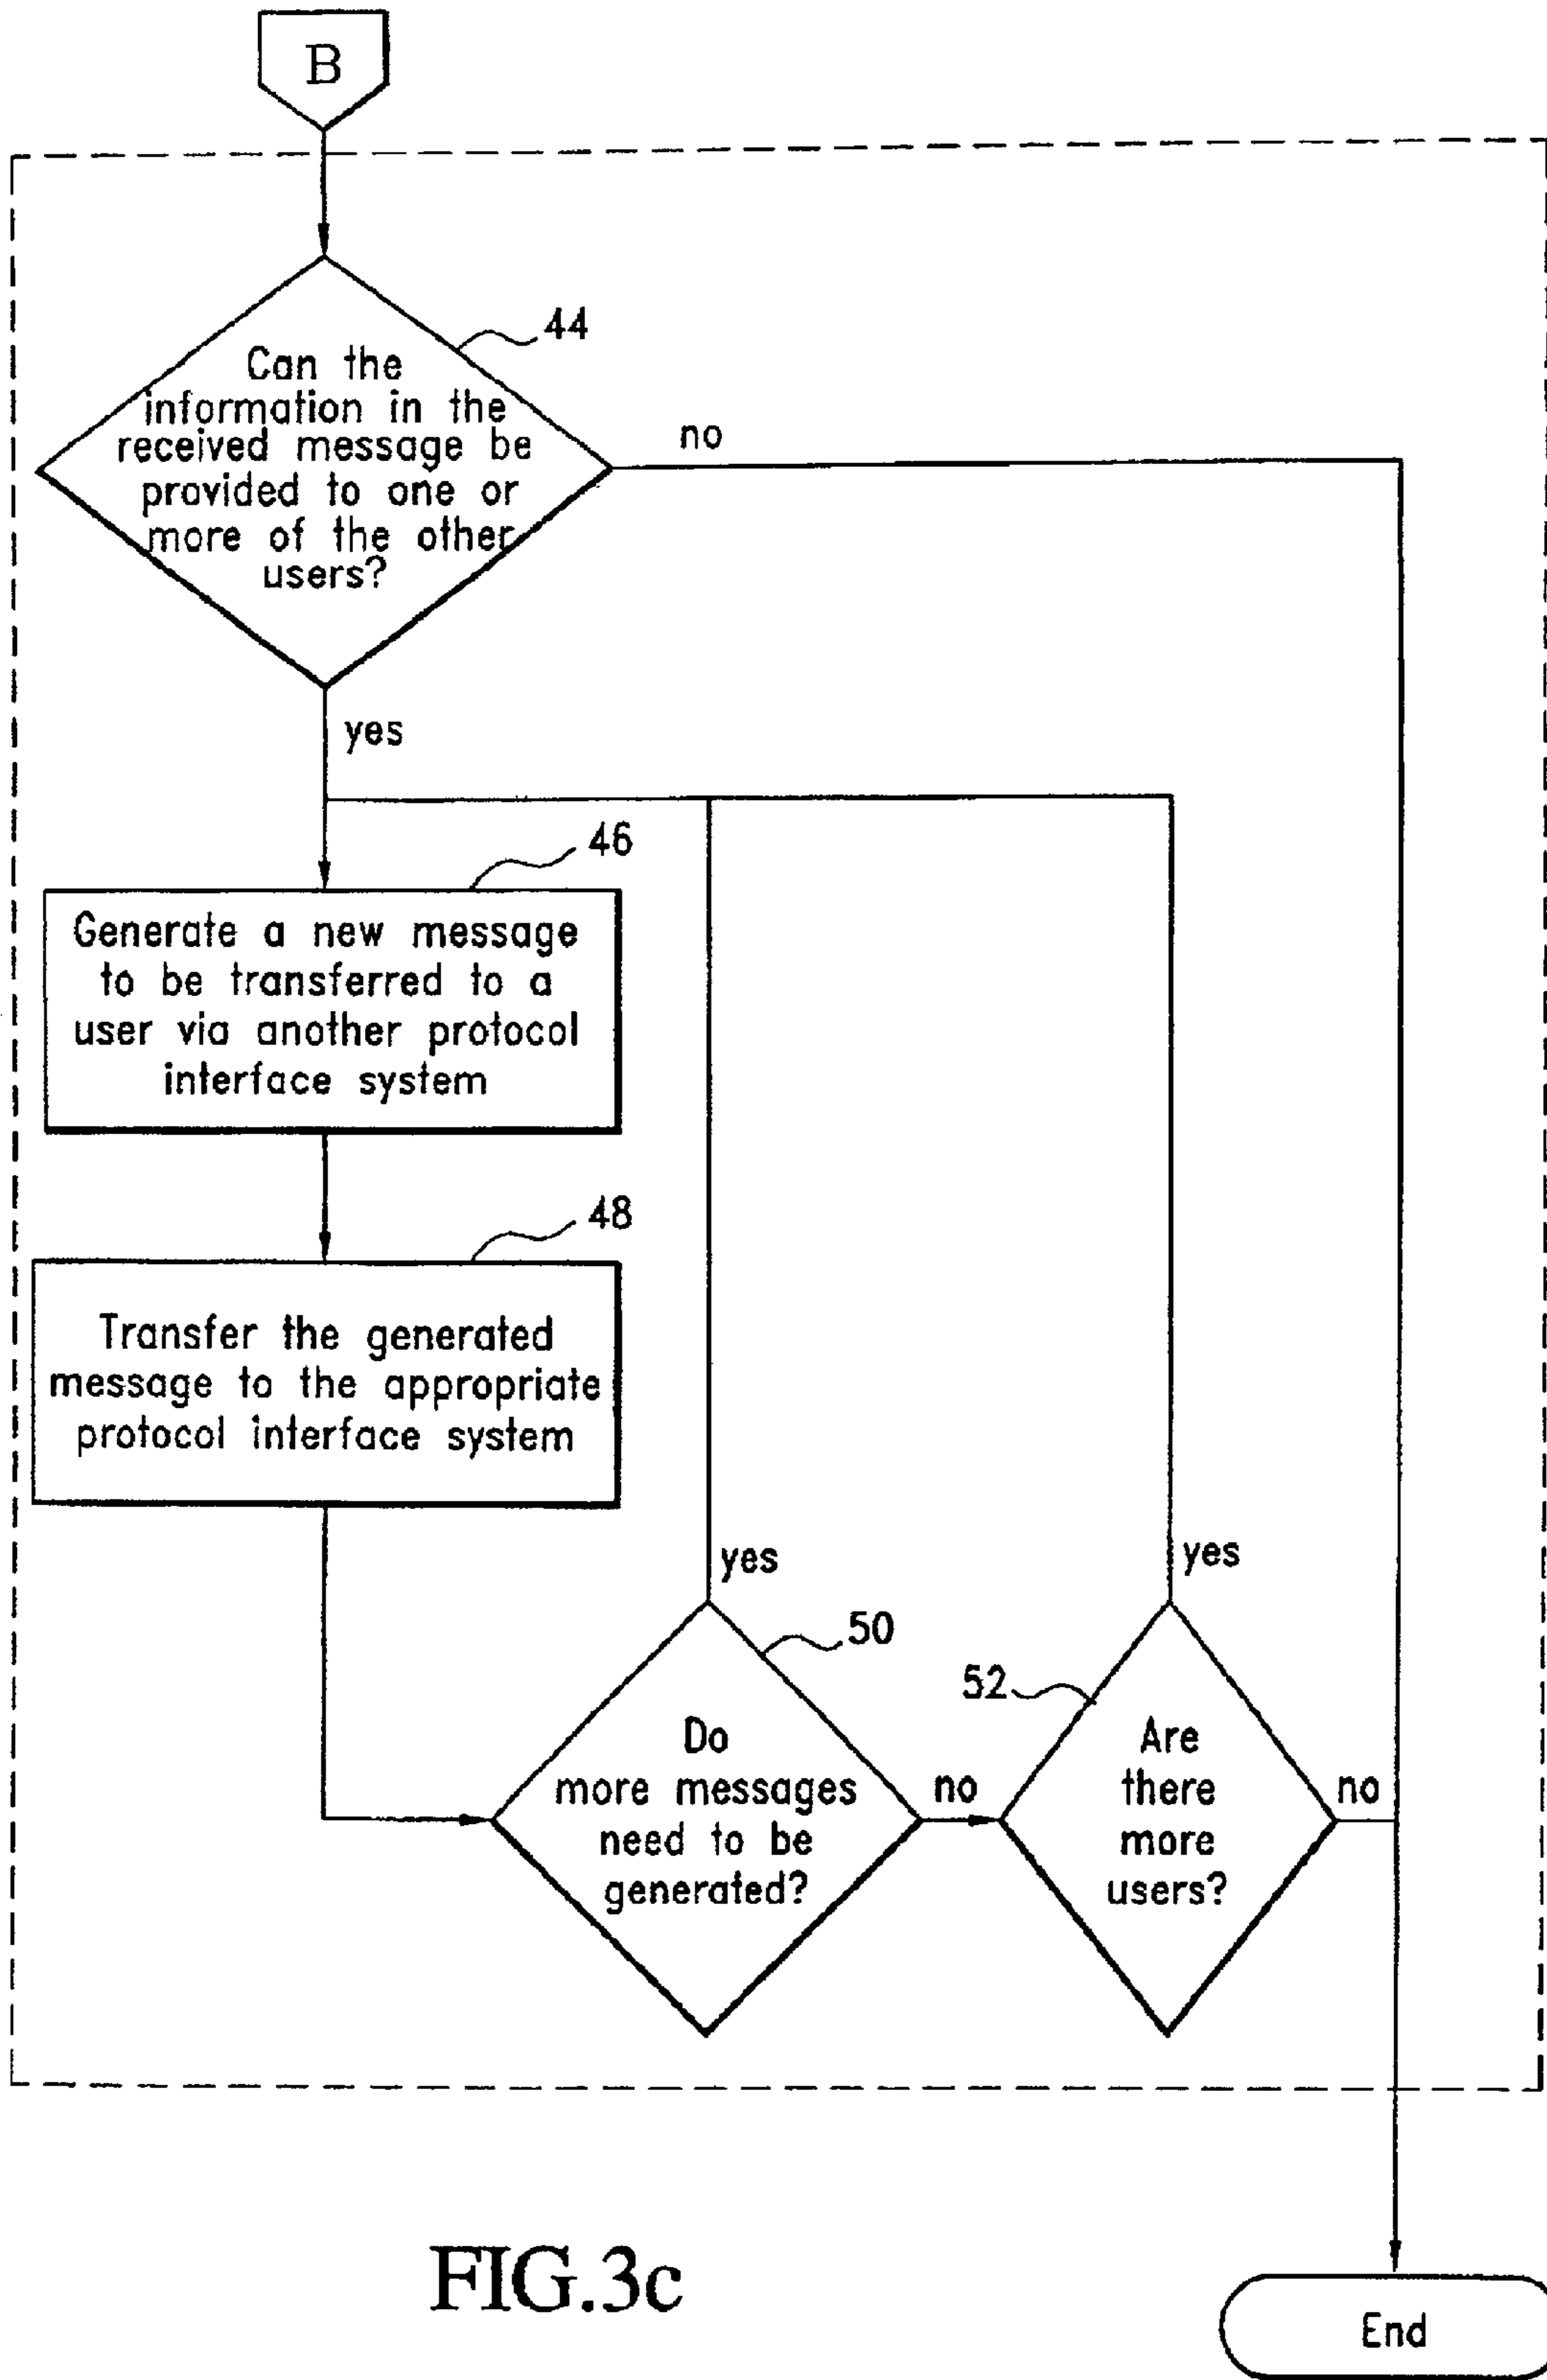 B
44
Can the
information in the
received message be
provided to one or
more of the other
users?
no
yes
46
Generate a new message
to be transferred to a
user via another protocol
interface system
48
Transfer the generated
message to the appropriate
protocol interface system
yes
yes
50
52
Do
more messages
need to be
generated?
no
Are
there
more
users?
no
FIG.3c
End